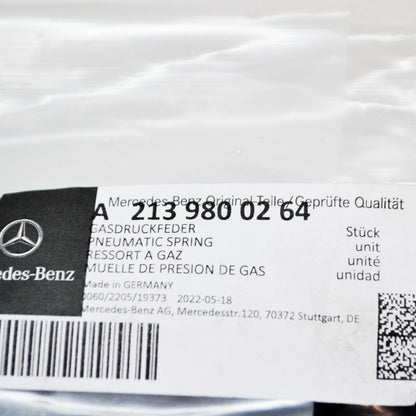 Mercedes-Benz Original-Teile / Geprüfte Qualität
A 213 980 02 64
GASDRUCKFEDER
PNEUMATIC SPRING
RESSORT A GAZ
MUELLE DE PRESION DE GAS
Stück
unit
unité
unidad
edes-Benz
Made in GERMANY
0060/2205/19373 2022-05-18
Mercedes-Benz AG, Mercedesstr.120, 70372 Stuttgart, DE